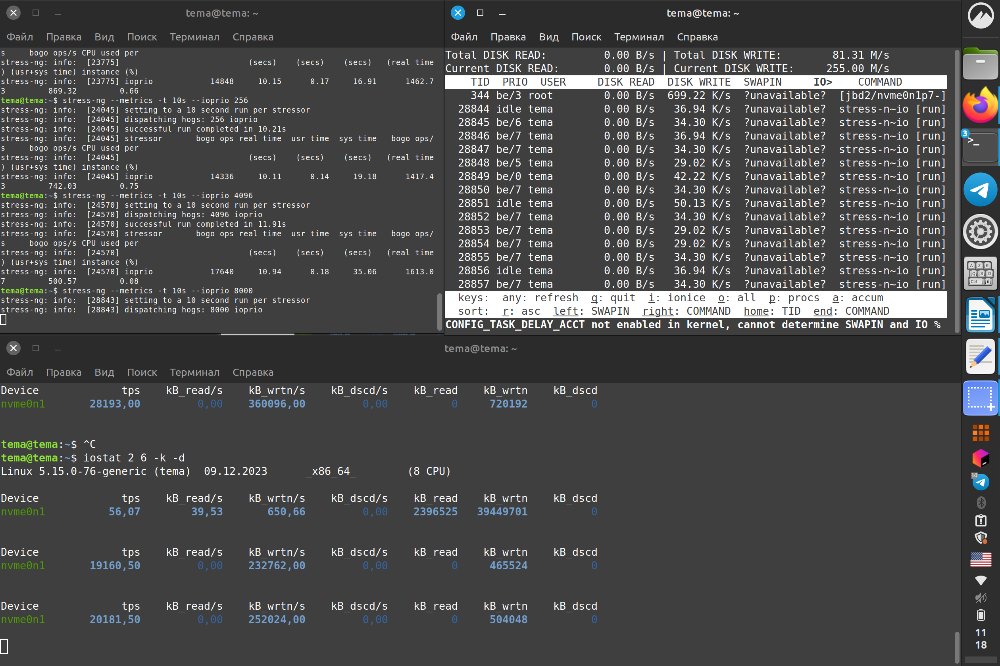 tema@tema: ~
Файл Правка Вид Поиск Терминал Справка
s     bogo ops/s CPU used per
stress-ng: info:  [23775]                           (secs)    (secs)    (secs)   (real time
) (usr+sys time) instance (%)
stress-ng: info:  [23775] ioprio            14848     10.15      0.17     16.91      1462.7
3         869.32         0.66
tema@tema:~$ stress-ng --metrics -t 10s --ioprio 256
stress-ng: info:  [24045] setting to a 10 second run per stressor
stress-ng: info:  [24045] dispatching hogs: 256 ioprio
stress-ng: info:  [24045] successful run completed in 10.21s
stress-ng: info:  [24045] stressor       bogo ops real time  usr time  sys time   bogo ops/
s     bogo ops/s CPU used per
stress-ng: info:  [24045]                           (secs)    (secs)    (secs)   (real time
) (usr+sys time) instance (%)
stress-ng: info:  [24045] ioprio            14336     10.11      0.14     19.18      1417.4
3         742.03         0.75
tema@tema:~$ stress-ng --metrics -t 10s --ioprio 4096
stress-ng: info:  [24570] setting to a 10 second run per stressor
stress-ng: info:  [24570] dispatching hogs: 4096 ioprio
stress-ng: info:  [24570] successful run completed in 11.91s
stress-ng: info:  [24570] stressor       bogo ops real time  usr time  sys time   bogo ops/
s     bogo ops/s CPU used per
stress-ng: info:  [24570]                           (secs)    (secs)    (secs)   (real time
) (usr+sys time) instance (%)
stress-ng: info:  [24570] ioprio            17640     10.94      0.18     35.06      1613.0
7         500.57         0.08
tema@tema:~$ stress-ng --metrics -t 10s --ioprio 8000
stress-ng: info:  [28843] setting to a 10 second run per stressor
stress-ng: info:  [28843] dispatching hogs: 8000 ioprio
tema@tema: ~
Файл Правка Вид Поиск Терминал Справка
Total DISK READ:         0.00 B/s | Total DISK WRITE:        81.31 M/s
Current DISK READ:       0.00 B/s | Current DISK WRITE:     255.00 M/s
TID  PRIO  USER     DISK READ  DISK WRITE  SWAPIN     IO>    COMMAND
344 be/3 root        0.00 B/s  699.22 K/s  ?unavailable?  [jbd2/nvme0n1p7-]
28844 idle tema        0.00 B/s   36.94 K/s  ?unavailable?  stress-n~io [run]
28845 be/6 tema        0.00 B/s   34.30 K/s  ?unavailable?  stress-n~io [run]
28846 be/7 tema        0.00 B/s   36.94 K/s  ?unavailable?  stress-n~io [run]
28847 be/7 tema        0.00 B/s   34.30 K/s  ?unavailable?  stress-n~io [run]
28848 be/5 tema        0.00 B/s   29.02 K/s  ?unavailable?  stress-n~io [run]
28849 be/0 tema        0.00 B/s   42.22 K/s  ?unavailable?  stress-n~io [run]
28850 be/7 tema        0.00 B/s   34.30 K/s  ?unavailable?  stress-n~io [run]
28851 idle tema        0.00 B/s   50.13 K/s  ?unavailable?  stress-n~io [run]
28852 be/7 tema        0.00 B/s   34.30 K/s  ?unavailable?  stress-n~io [run]
28853 be/7 tema        0.00 B/s   29.02 K/s  ?unavailable?  stress-n~io [run]
28854 be/7 tema        0.00 B/s   29.02 K/s  ?unavailable?  stress-n~io [run]
28855 be/7 tema        0.00 B/s   34.30 K/s  ?unavailable?  stress-n~io [run]
28856 idle tema        0.00 B/s   36.94 K/s  ?unavailable?  stress-n~io [run]
28857 be/7 tema        0.00 B/s   34.30 K/s  ?unavailable?  stress-n~io [run]
keys:  any: refresh  q: quit  i: ionice  o: all  p: procs  a: accum
sort:  r: asc  left: SWAPIN  right: COMMAND  home: TID  end: COMMAND
CONFIG_TASK_DELAY_ACCT not enabled in kernel, cannot determine SWAPIN and IO %
tema@tema: ~
Файл Правка Вид Поиск Терминал Справка
Device             tps    kB_read/s    kB_wrtn/s    kB_dscd/s    kB_read    kB_wrtn    kB_dscd
nvme0n1       28193,00         0,00    360096,00         0,00          0     720192          0
tema@tema:~$ ^C
tema@tema:~$ iostat 2 6 -k -d
Linux 5.15.0-76-generic (tema)  09.12.2023      _x86_64_        (8 CPU)
Device             tps    kB_read/s    kB_wrtn/s    kB_dscd/s    kB_read    kB_wrtn    kB_dscd
nvme0n1          56,07        39,53       650,66         0,00    2396525   39449701          0
Device             tps    kB_read/s    kB_wrtn/s    kB_dscd/s    kB_read    kB_wrtn    kB_dscd
nvme0n1       19160,50         0,00    232762,00         0,00          0     465524          0
Device             tps    kB_read/s    kB_wrtn/s    kB_dscd/s    kB_read    kB_wrtn    kB_dscd
nvme0n1       20181,50         0,00    252024,00         0,00          0     504048          0
3
>_
A Z E
Q S D
Ctrl
34
11
18